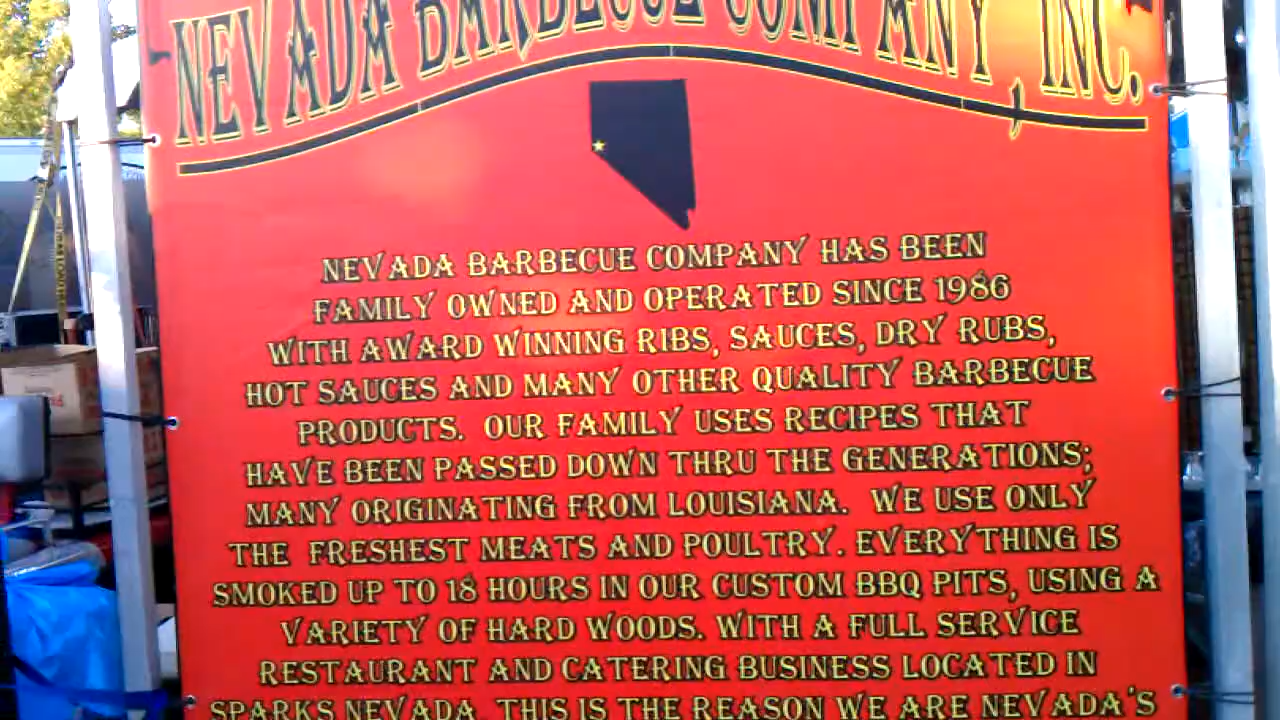 NEVADA BARBECUE COMPANY, INC.
NEVADA BARBECUE COMPANY HAS BEEN
FAMILY OWNED AND OPERATED SINCE 1986
WITH AWARD WINNING RIBS, SAUCES, DRY RUBS,
HOT SAUCES AND MANY OTHER QUALITY BARBECUE
PRODUCTS. OUR FAMILY USES RECIPES THAT
HAVE BEEN PASSED DOWN THRU THE GENERATIONS;
MANY ORIGINATING FROM LOUISIANA. WE USE ONLY
THE FRESHEST MEATS AND POULTRY. EVERYTHING IS
SMOKED UP TO 18 HOURS IN OUR CUSTOM BBQ PITS, USING A
VARIETY OF HARD WOODS. WITH A FULL SERVICE
RESTAURANT AND CATERING BUSINESS LOCATED IN
SPARKS NEVADA, THIS IS THE REASON WE ARE NEVADA'S